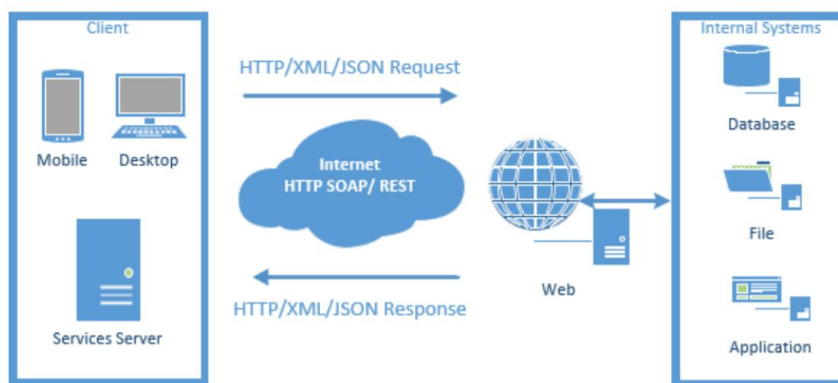 Client
Mobile
Desktop
Services Server
HTTP/XML/JSON Request
Internet
HTTP SOAP/ REST
HTTP/XML/JSON Response
Web
Internal Systems
Database
File
Application